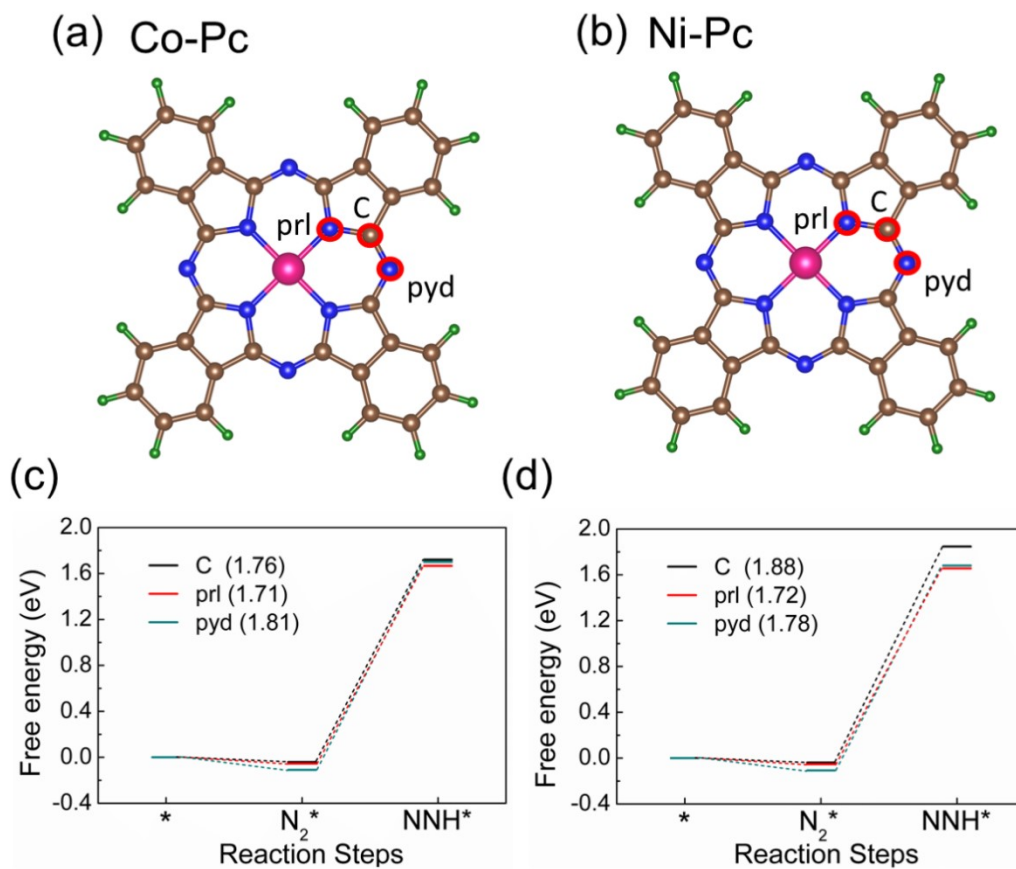 (a) Co-Pc
(b) Ni-Pc
prl
C
pyd
prl
C
pyd
(c)
Free energy (eV)
2.0
1.6
1.2
0.8
0.4
0.0
-0.4
C (1.76)
prl (1.71)
pyd (1.81)
*
N₂*
NNH*
Reaction Steps
(d)
Free energy (eV)
2.0
1.6
1.2
0.8
0.4
0.0
-0.4
C (1.88)
prl (1.72)
pyd (1.78)
*
N₂*
NNH*
Reaction Steps